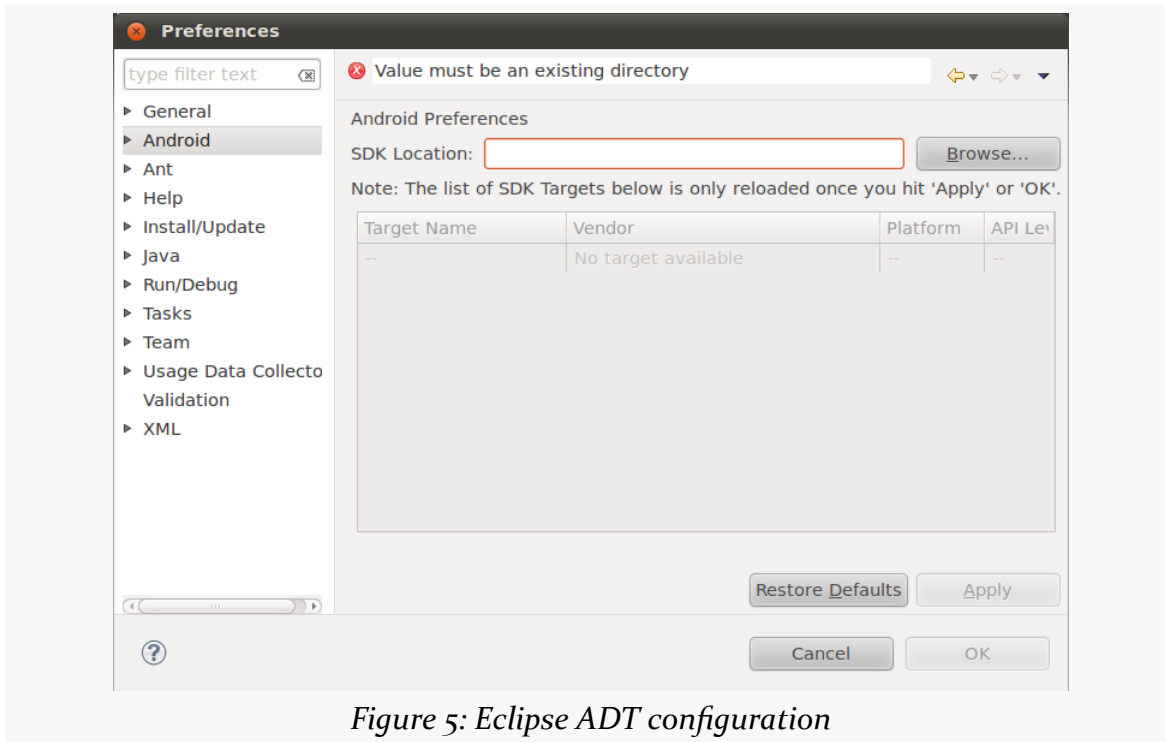 Preferences
type filter text
Value must be an existing directory
General
Android
Ant
Help
Install/Update
Java
Run/Debug
Tasks
Team
Usage Data Collecto
Validation
XML
Android Preferences
SDK Location:
Browse...
Note: The list of SDK Targets below is only reloaded once you hit 'Apply' or 'OK'.
Target Name Vendor Platform API Lev
-- No target available -- --
Restore Defaults Apply
Cancel OK
Figure 5: Eclipse ADT configuration